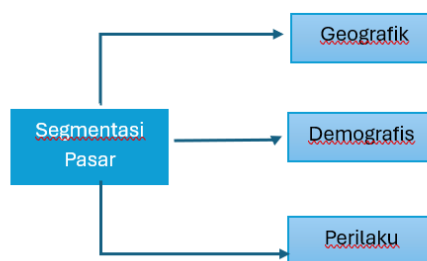 Geografik
Segmentasi
Pasar
Demografis
Perilaku